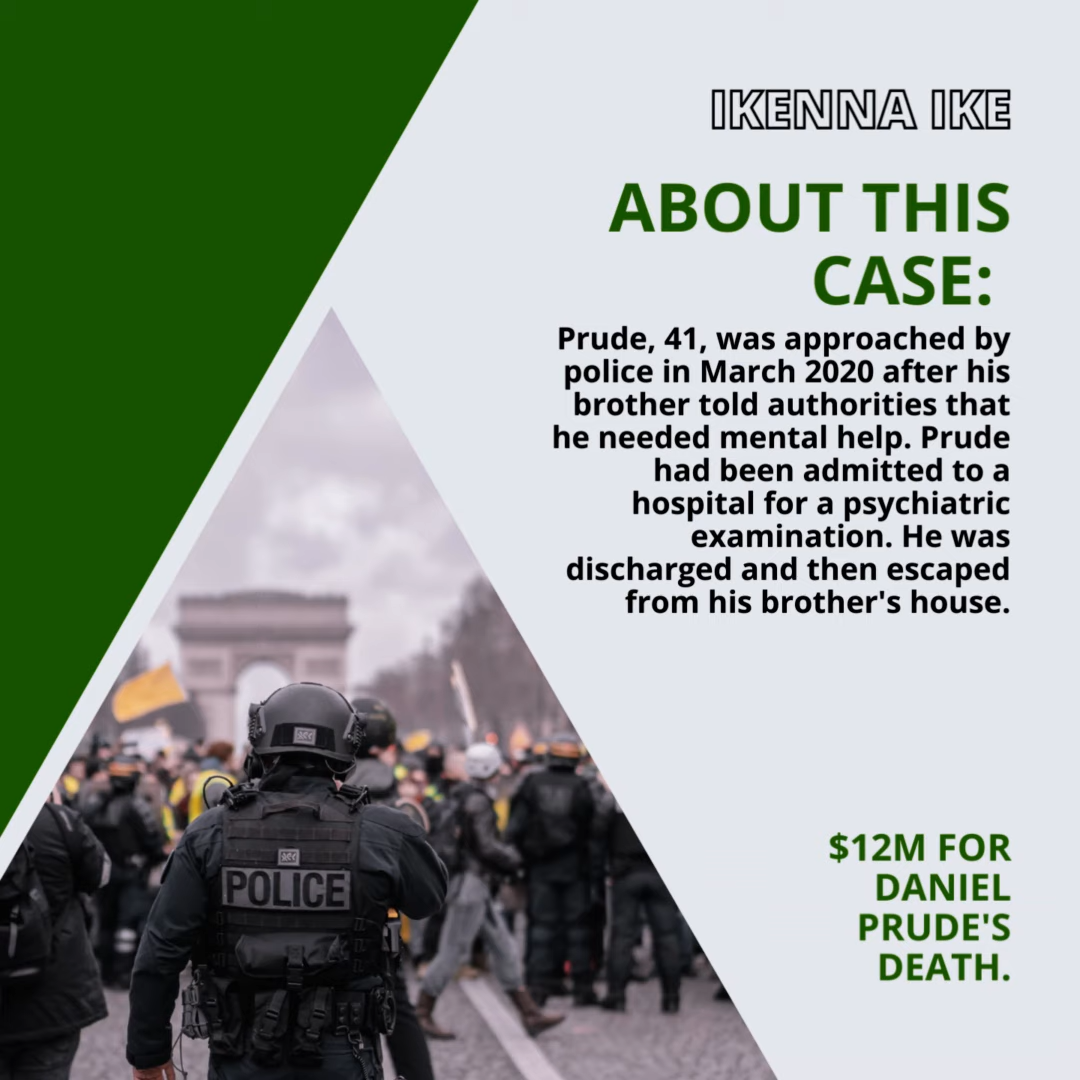 IKENNA IKE
ABOUT THIS
CASE:
Prude, 41, was approached by
police in March 2020 after his
brother told authorities that
he needed mental help. Prude
had been admitted to a
hospital for a psychiatric
examination. He was
discharged and then escaped
from his brother's house.
POLICE
$12M FOR
DANIEL
PRUDE'S
DEATH.